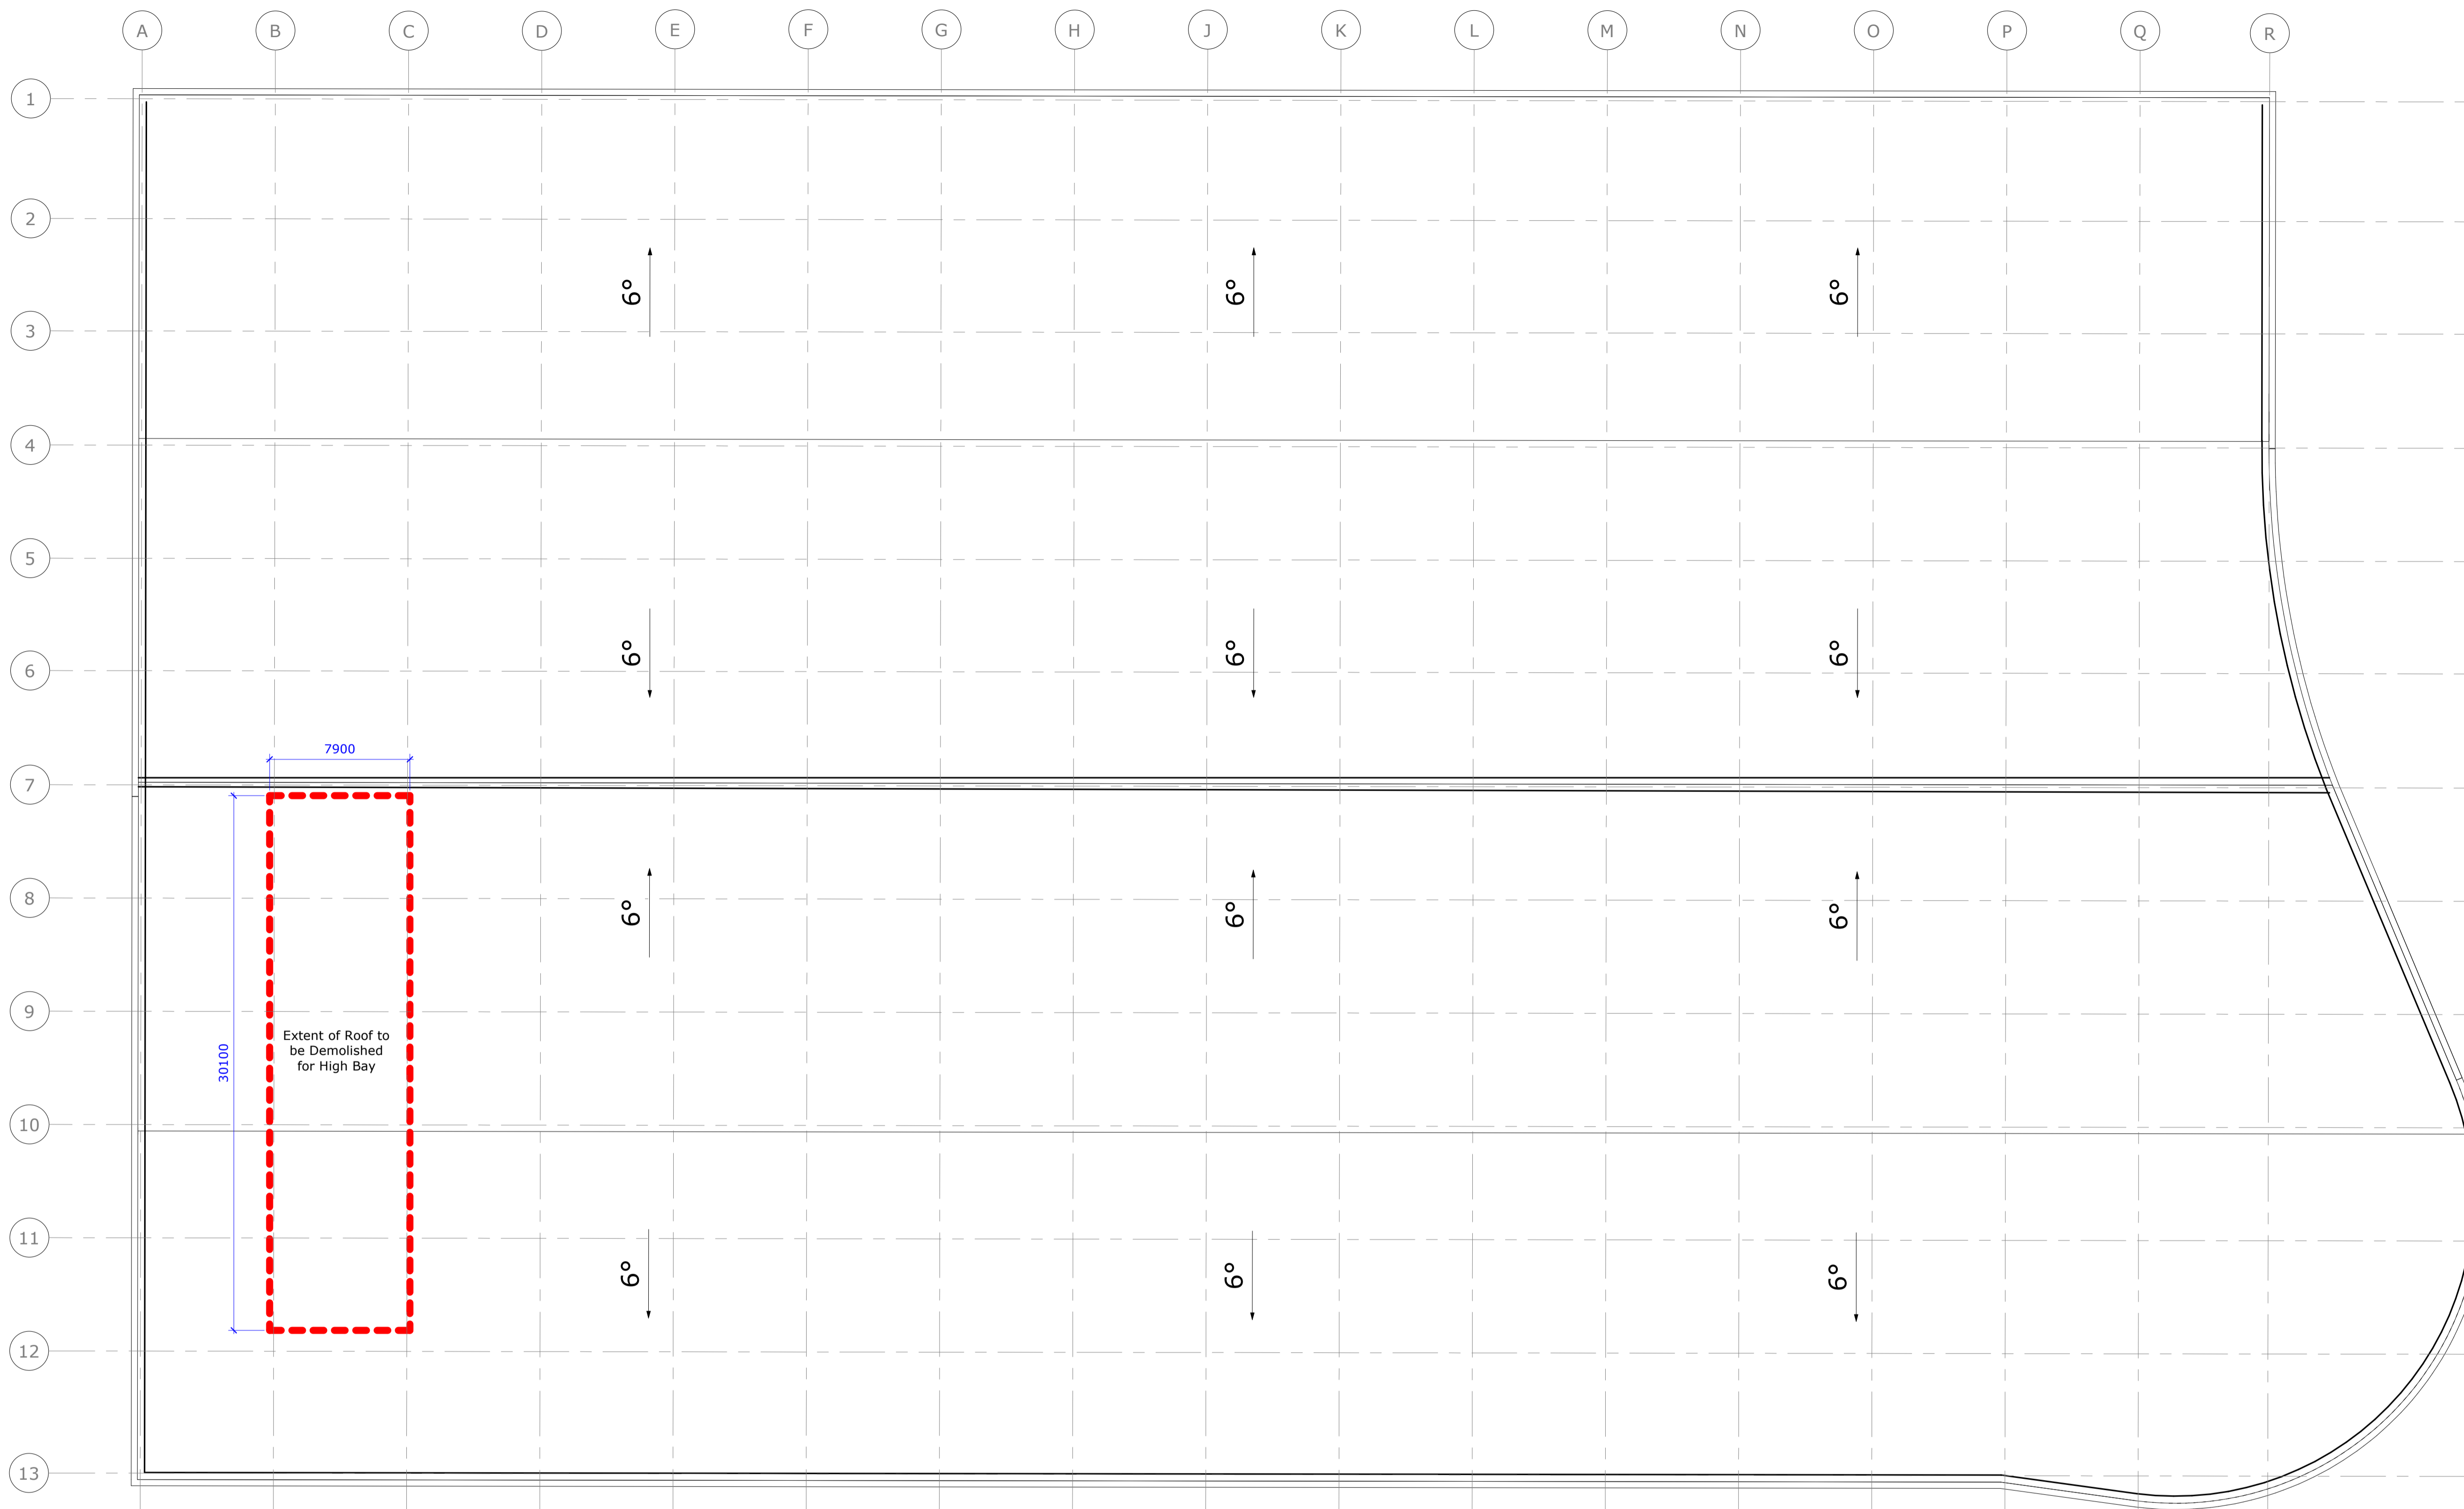 A B C D E F G H J K L M N O P Q R
1
2
6° 6° 6°
3
4
5
6° 6° 6°
6
7900
7
8
6° 6° 6°
9
Extent of Roof to
be Demolished
for High Bay
30100
10
11
6° 6° 6°
12
13